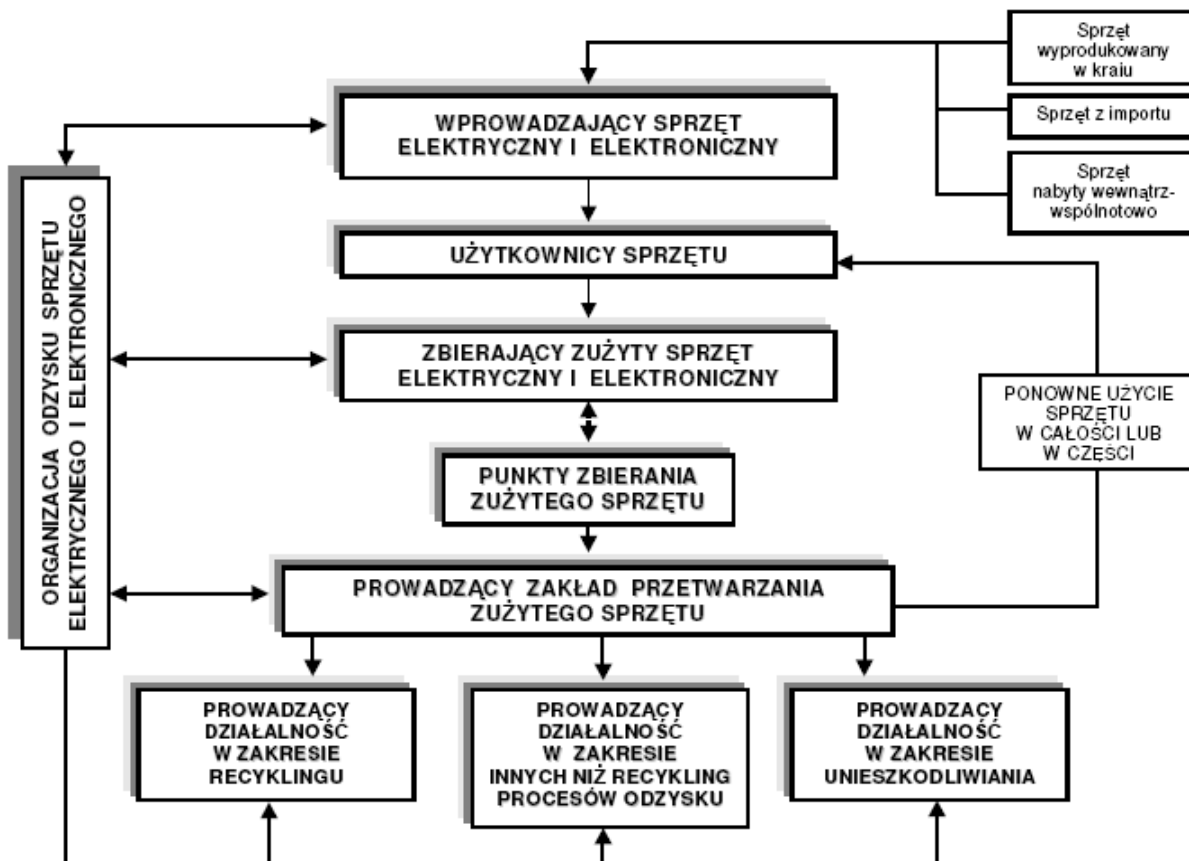 Sprzęt
wyprodukowany
w kraiu
Sprzęt z importu
Sprzęt
nabyty wewnątrz-
wspólnotowo
WPROWADZAJĄCY SPRZĘT
ELEKTRYCZNY I ELEKTRONICZNY
UŻYTKOWNICY SPRZĘTU
ZBIERAJĄCY ZUŻYTY SPRZĘT
ELEKTRYCZNY I ELEKTRONICZNY
PUNKTY ZBIERANIA
ZUŻYTEGO SPRZĘTU
PROWADZĄCY ZAKŁAD PRZETWARZANIA
ZUŻYTEGO SPRZĘTU
PONOWNE UŻYCIE
SPRZĘTU
W CAŁOŚCI LUB
W CZĘŚCI
ORGANIZACJA ODZYSKU SPRZĘTU
ELEKTRYCZNEGO I ELEKTRONICZNEGO
PROWADZĄCY
DZIAŁALNOŚĆ
W ZAKRESIE
RECYKLINGU
PROWADZĄCY
DZIAŁALNOŚĆ
W ZAKRESIE
INNYCH NIŻ RECYKLING
PROCESÓW ODZYSKU
PROWADZACY
DZIAŁALNOŚĆ
W ZAKRESIE
UNIESZKODLIWIANIA